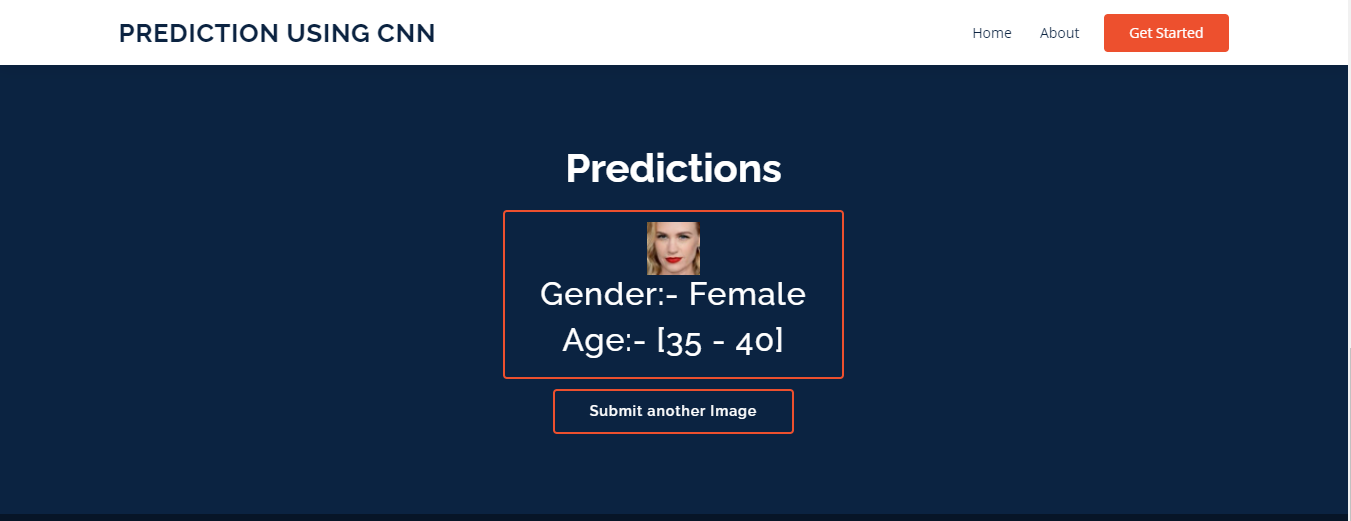 PREDICTION USING CNN
Home About Get Started
Predictions
Gender:- Female
Age:- [35 - 40]
Submit another Image